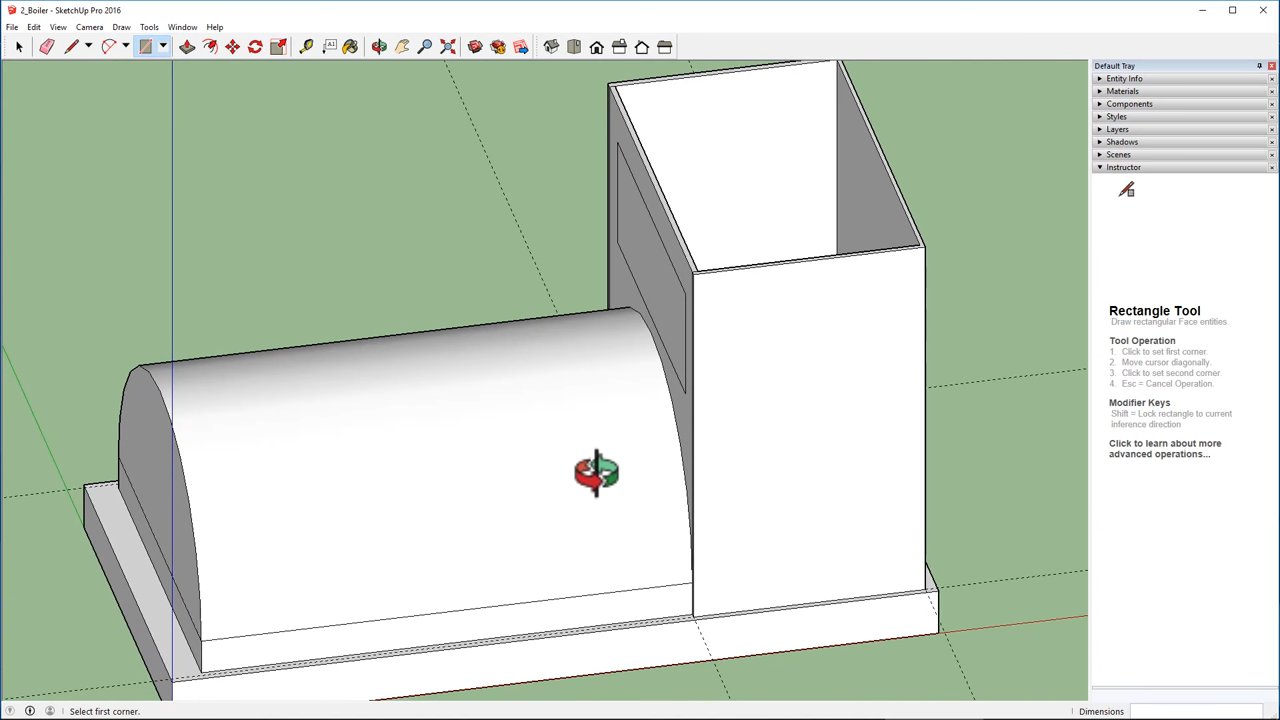 2_Boiler - SketchUp Pro 2016
File Edit View Camera Draw Tools Window Help
A1
Default Tray
Entity Info
Materials
Components
Styles
Layers
Shadows
Scenes
Instructor
Rectangle Tool
Draw rectangular Face entities.
Tool Operation
1. Click to set first corner.
2. Move cursor diagonally.
3. Click to set second corner.
4. Esc = Cancel Operation.
Modifier Keys
Shift = Lock rectangle to current
inference direction
Click to learn about more
advanced operations...
Select first corner.
Dimensions